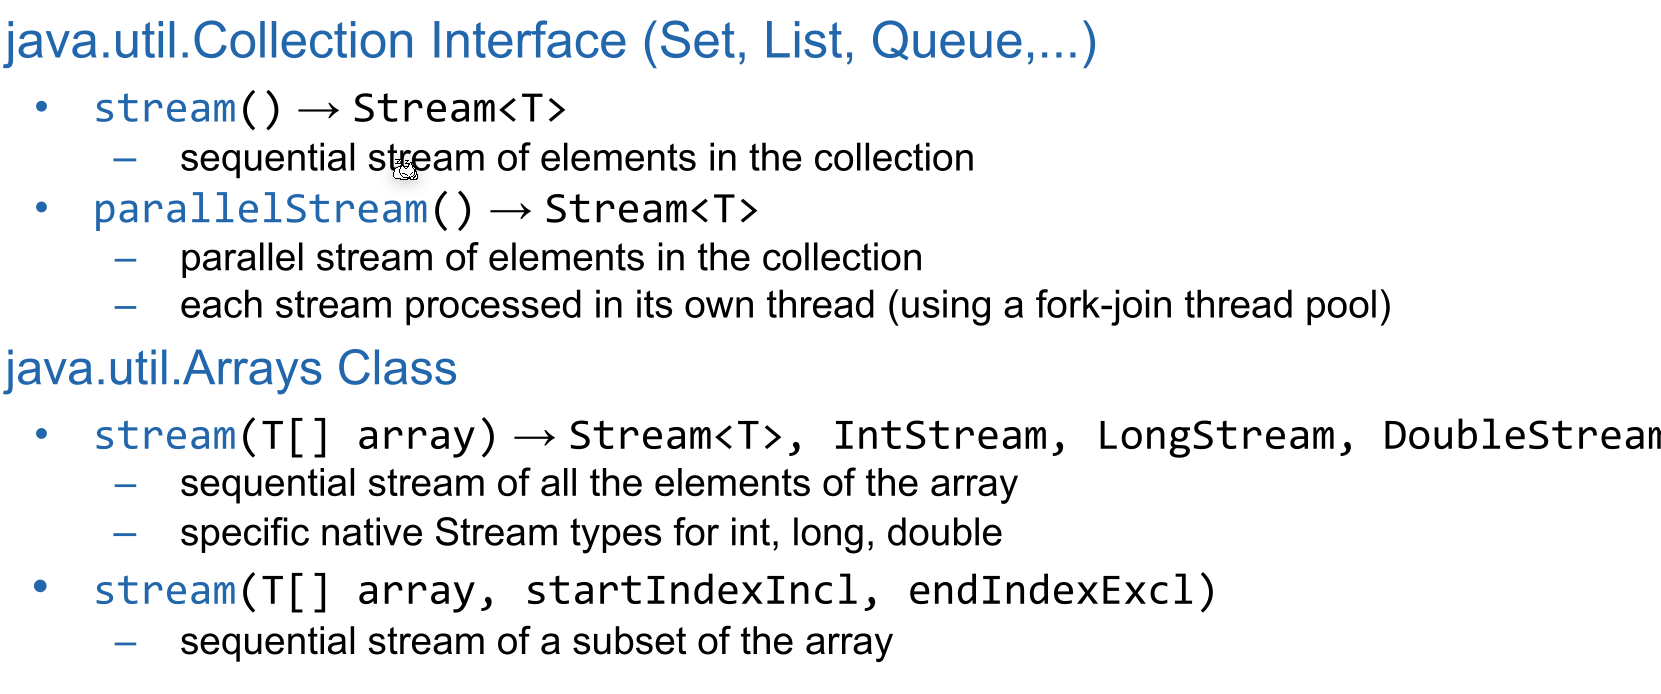 java.util.Collection Interface (Set, List, Queue,...)
• stream() → Stream<T>
– sequential stream of elements in the collection
• parallelStream() → Stream<T>
– parallel stream of elements in the collection
– each stream processed in its own thread (using a fork-join thread pool)
java.util.Arrays Class
• stream(T[] array) → Stream<T>, IntStream, LongStream, DoubleStream
– sequential stream of all the elements of the array
– specific native Stream types for int, long, double
• stream(T[] array, startIndexIncl, endIndexExcl)
– sequential stream of a subset of the array